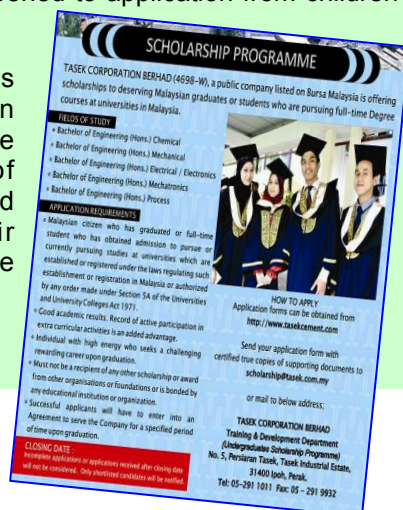 opened to application from children
s
n
e
of
d
ir
e
SCHOLARSHIP PROGRAMME
TASEK CORPORATION BERHAD (4698-W), a public company listed on Bursa Malaysia is offering
scholarships to deserving Malaysian graduates or students who are pursuing full-time Degree
courses at universities in Malaysia.
FIELDS OF STUDY
Bachelor of Engineering (Hons.) Chemical
Bachelor of Engineering (Hons.) Mechanical
Bachelor of Engineering (Hons.) Electrical / Electronics
Bachelor of Engineering (Hons.) Mechatronics
Bachelor of Engineering (Hons.) Process
APPLICATION REQUIREMENTS
Malaysian citizen who has graduated or full-time
student who has obtained admission to pursue or
currently pursuing studies at universities which are
established or registered under the laws regulating such
establishment or registration in Malaysia or authorized
by any order made under Section 5A of the Universities
and University Colleges Act 1971.
Good academic results. Record of active participation in
extra curricular activities is an added advantage.
Individual with high energy who seeks a challenging
rewarding career upon graduation.
Must not be a recipient of any other scholarship or award
from other organisations or foundations or is bonded by
any educational institution or organization.
Successful applicants will have to enter into an
Agreement to serve the Company for a specified period
of time upon graduation.
CLOSING DATE :
Incomplete applications or applications received after closing date
will not be considered. Only shortlisted candidates will be notified.
HOW TO APPLY
Application forms can be obtained from
http://www.tasekcement.com
Send your application form with
certified true copies of supporting documents to
scholarship@tasek.com.my
or mail to below address;
TASEK CORPORATION BERHAD
Training & Development Department
(Undergraduates Scholarship Programme)
No. 5, Persiaran Tasek, Tasek Industrial Estate,
31400 Ipoh, Perak.
Tel: 05-291 1011 Fax: 05 - 291 9932